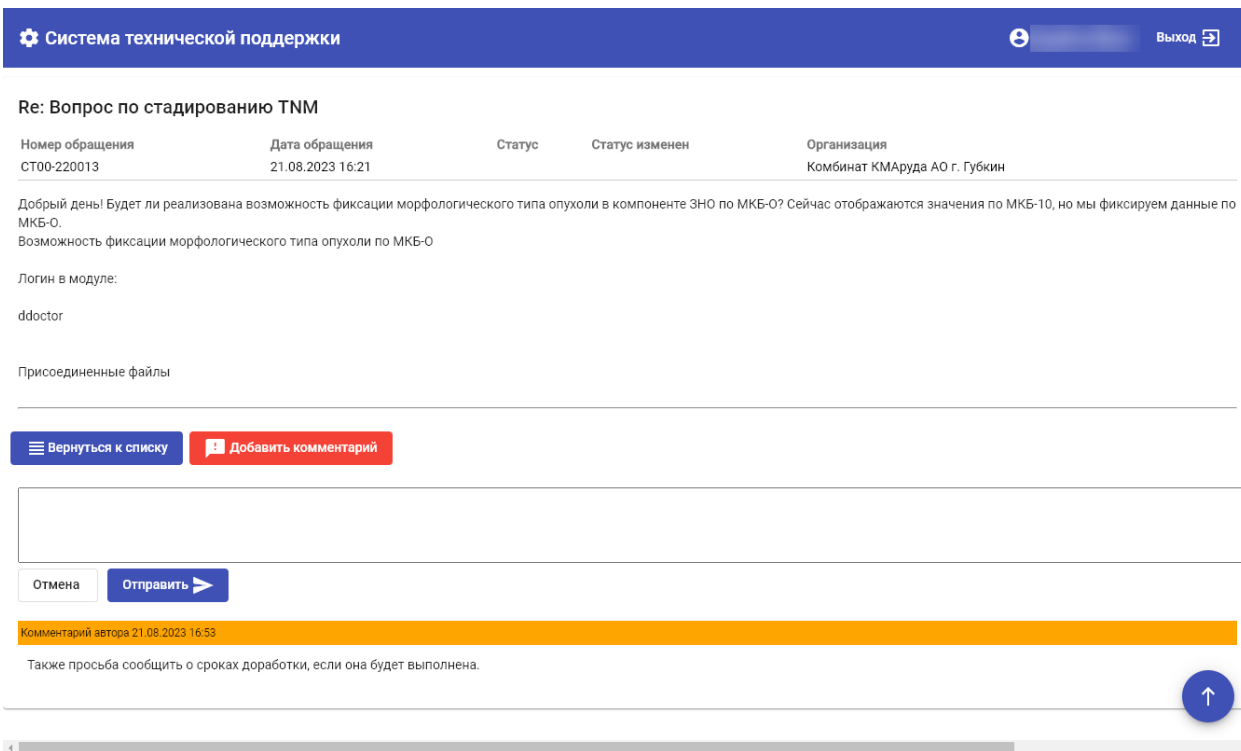 Система технической поддержки
Выход
Re: Вопрос по стадированию TNM
Номер обращения Дата обращения Статус Статус изменен Организация
СТ00-220013 21.08.2023 16:21 Комбинат КМАруда АО г. Губкин
Добрый день! Будет ли реализована возможность фиксации морфологического типа опухоли в компоненте ЗНО по МКБ-О? Сейчас отображаются значения по МКБ-10, но мы фиксируем данные по
МКБ-О.
Возможность фиксации морфологического типа опухоли по МКБ-О
Логин в модуле:
ddoctor
Присоединенные файлы
Вернуться к списку Добавить комментарий
Отмена Отправить
Комментарий автора 21.08.2023 16:53
Также просьба сообщить о сроках доработки, если она будет выполнена.